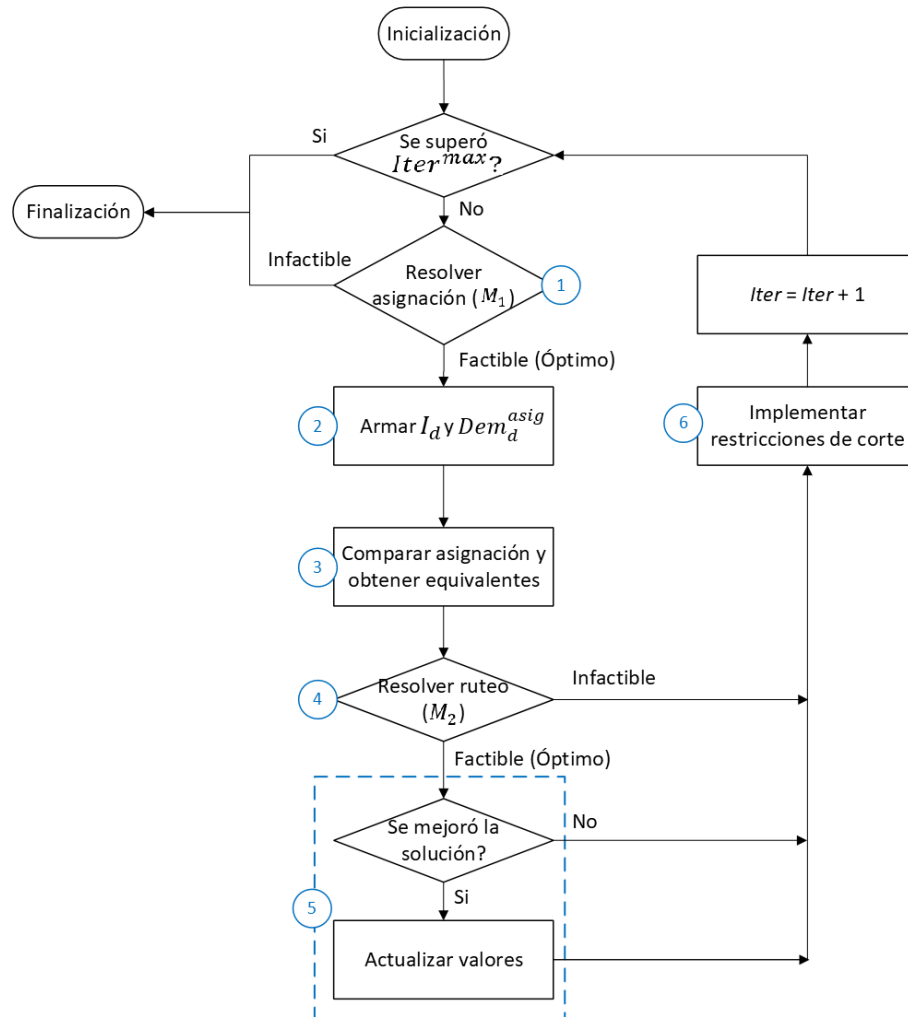 Inicialización
Si
Se superó
Iter^max?
Finalización
No
Infactible
Resolver
asignación (M_1)
1
Iter = Iter + 1
Factible (Óptimo)
2
Armar I_d y Dem_d^asig
6
Implementar
restricciones de corte
3
Comparar asignación y
obtener equivalentes
4
Resolver ruteo
(M_2)
Infactible
Factible (Óptimo)
Se mejoró la
solución?
No
Si
5
Actualizar valores